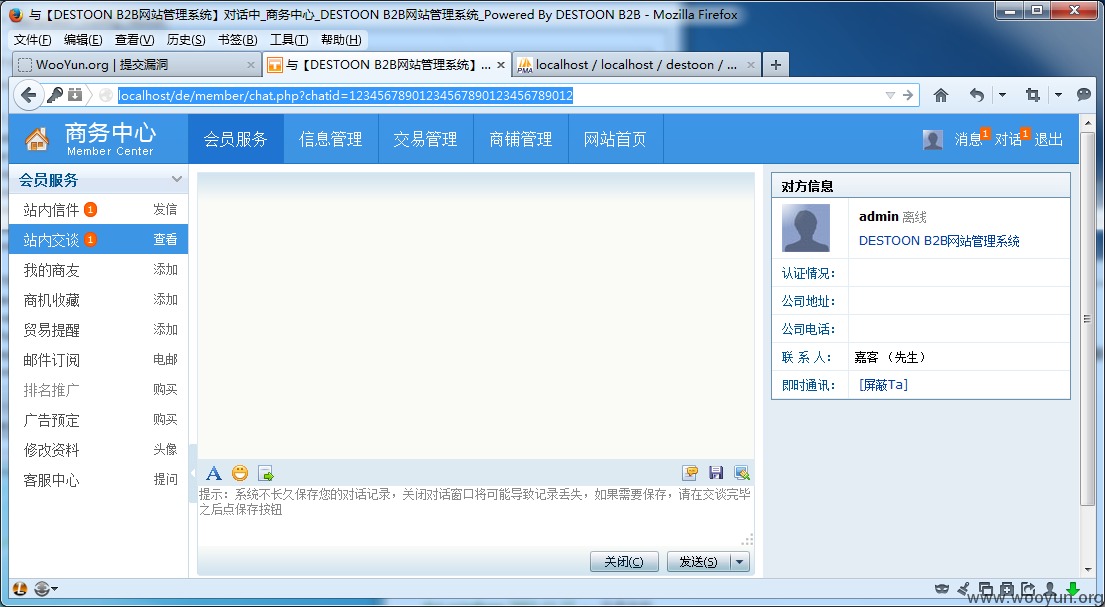 与【DESTOON B2B网站管理系统】对话中_商务中心_DESTOON B2B网站管理系统_Powered By DESTOON B2B - Mozilla Firefox
文件(F) 编辑(E) 查看(V) 历史(S) 书签(B) 工具(T) 帮助(H)
WooYun.org | 提交漏洞 × 与【DESTOON B2B网站管理系统】... × PMA localhost / localhost / destoon / ... × +
localhost/de/member/chat.php?chatid=12345678901234567890123456789012
商务中心 会员服务 信息管理 交易管理 商铺管理 网站首页 消息 1 对话 1 退出
Member Center
会员服务
站内信件 1 发信
站内交谈 1 查看
我的商友 添加
商机收藏 添加
贸易提醒 添加
邮件订阅 电邮
排名推广 购买
广告预定 购买
修改资料 头像
客服中心 提问
提示：系统不长久保存您的对话记录，关闭对话窗口将可能导致记录丢失，如果需要保存，请在交谈完毕
之后点保存按钮
关闭(C) 发送(S)
对方信息
admin 离线
DESTOON B2B网站管理系统
认证情况：
公司地址：
公司电话：
联 系 人： 嘉客 （先生）
即时通讯： [屏蔽Ta]
www.wooyun.org